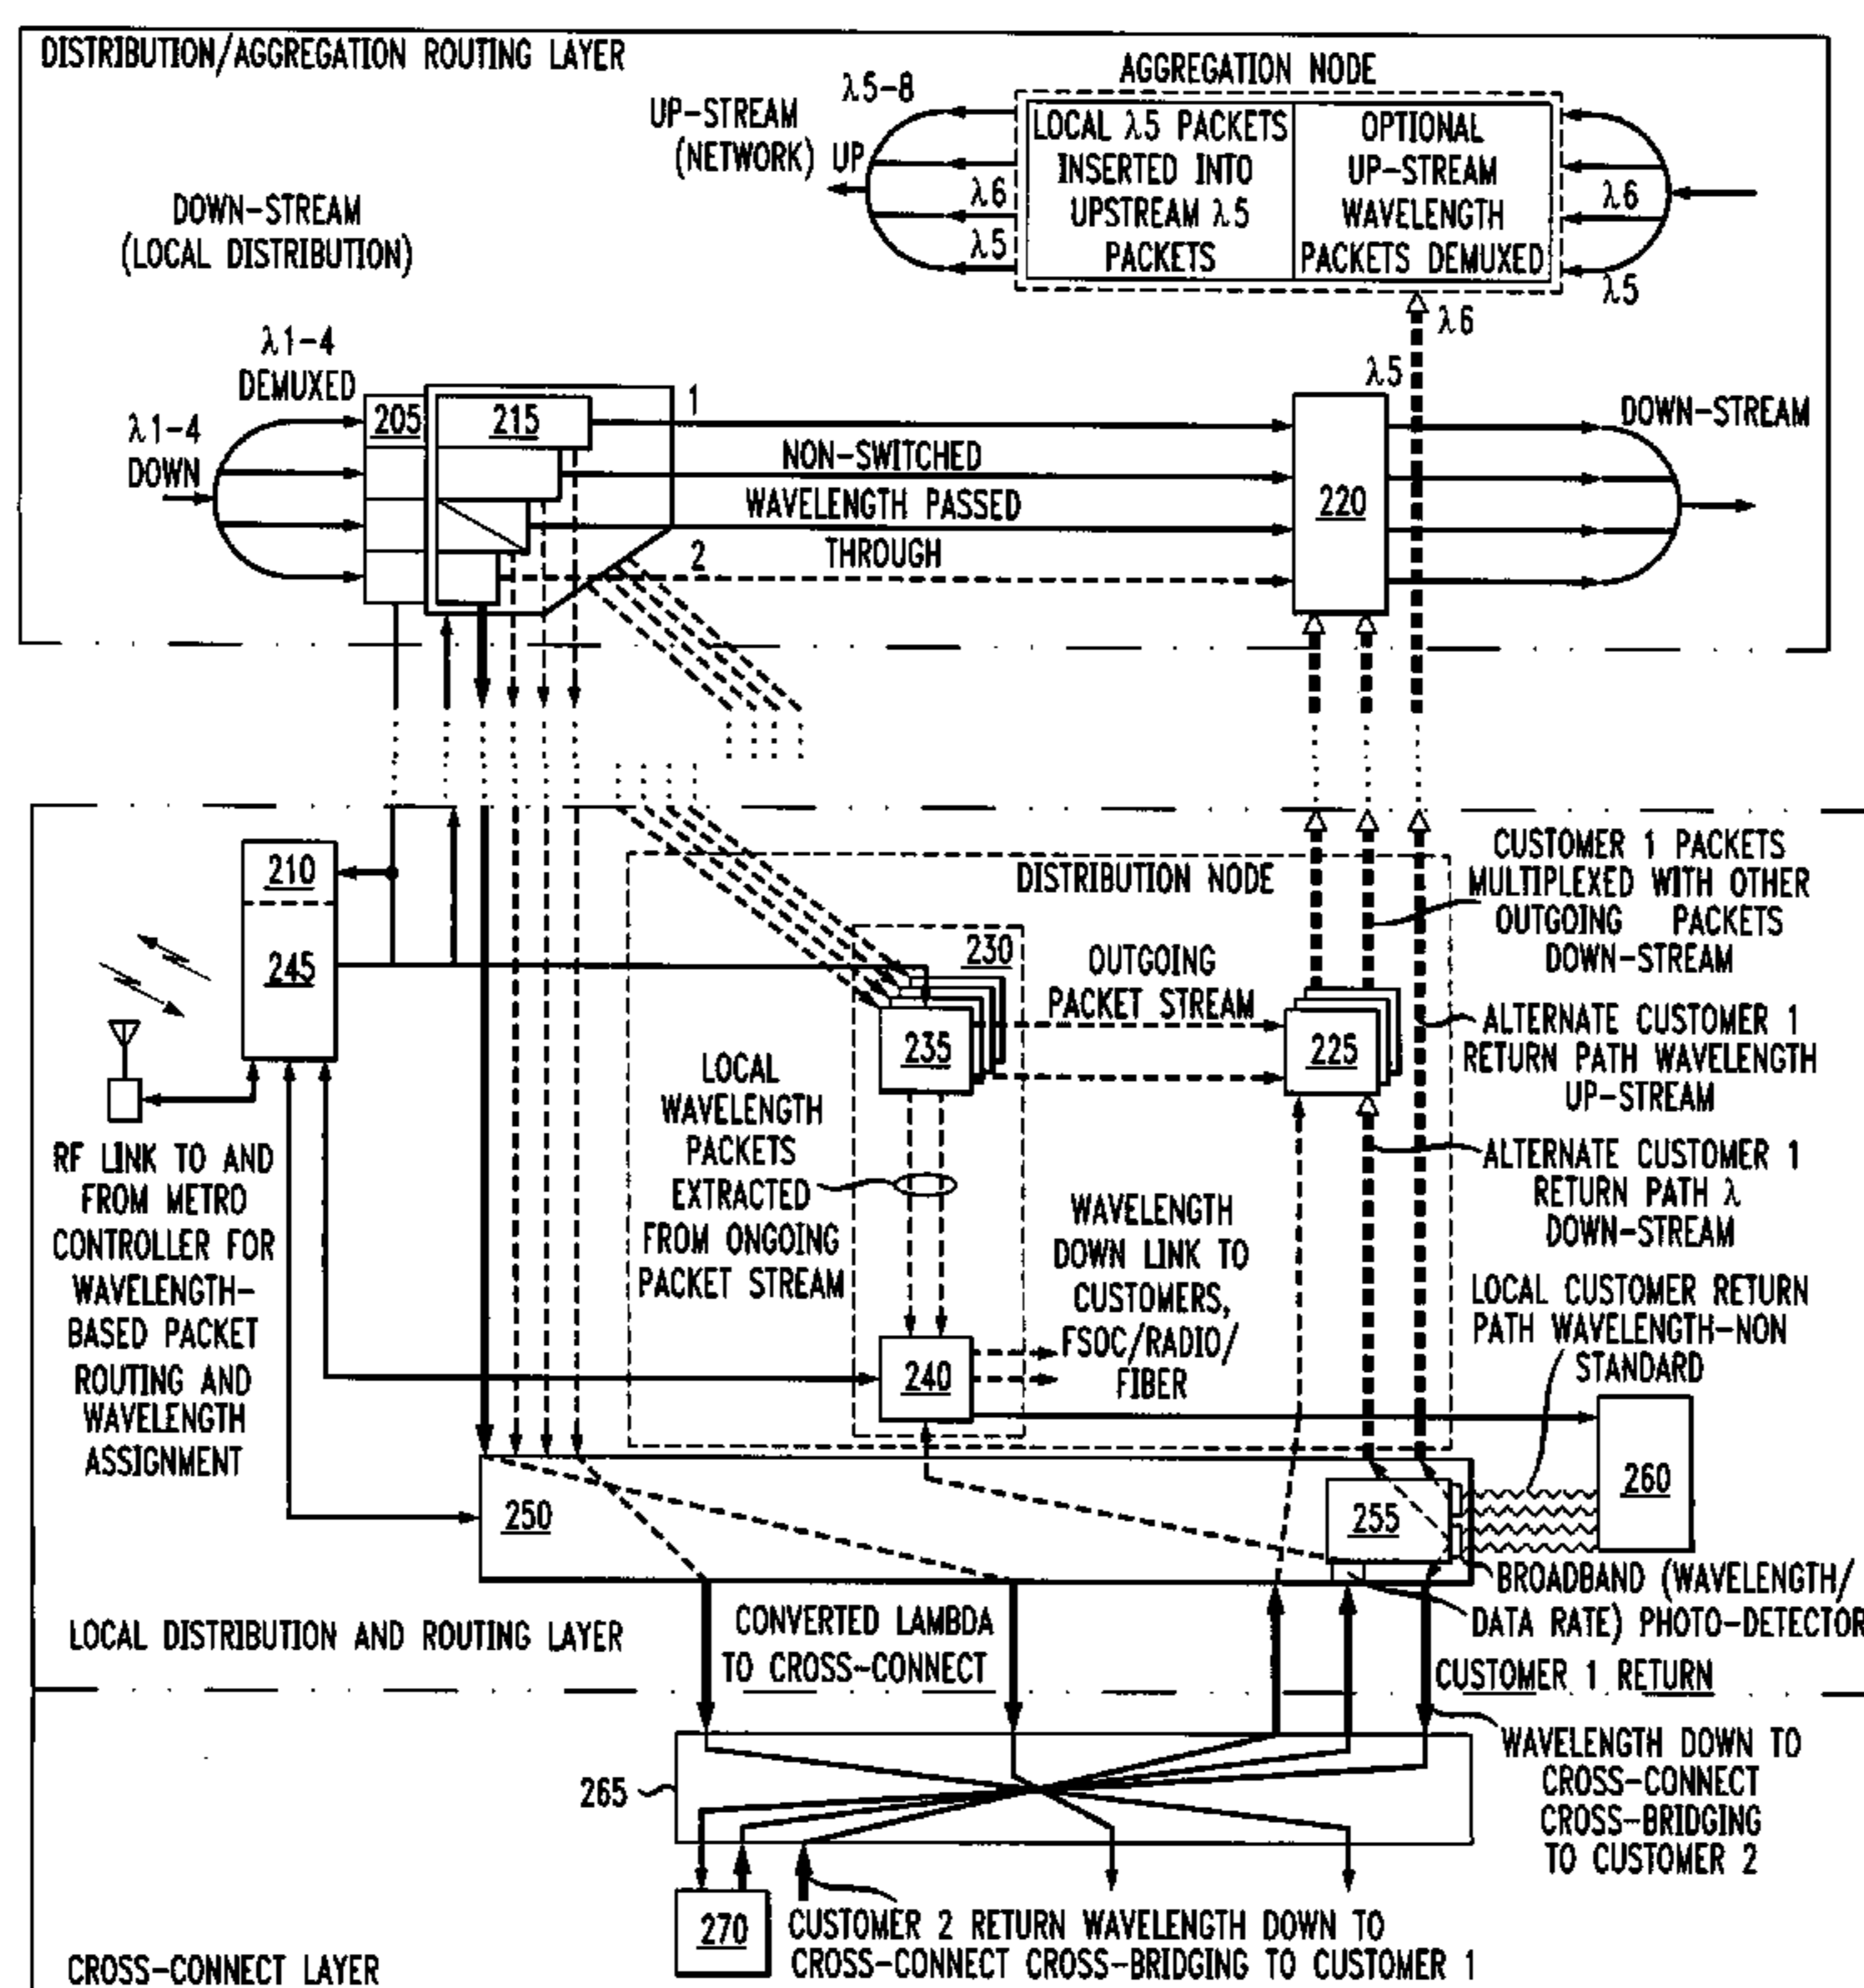 DISTRIBUTION/AGGREGATION ROUTING LAYER
AGGREGATION NODE
λ5-8
UP-STREAM
(NETWORK) UP
LOCAL λ5 PACKETS
INSERTED INTO
UPSTREAM λ5
PACKETS
OPTIONAL
UP-STREAM
WAVELENGTH
PACKETS DEMUXED
λ6
λ5
λ6
λ5
DOWN-STREAM
(LOCAL DISTRIBUTION)
λ6
λ5
λ1-4
DEMUXED
λ1-4
DOWN
205
215
1
NON-SWITCHED
WAVELENGTH PASSED
THROUGH
2
220
DOWN-STREAM
210
245
DISTRIBUTION NODE
CUSTOMER 1 PACKETS
MULTIPLEXED WITH OTHER
OUTGOING PACKETS
DOWN-STREAM
230
235
OUTGOING
PACKET STREAM
225
ALTERNATE CUSTOMER 1
RETURN PATH WAVELENGTH
UP-STREAM
LOCAL
WAVELENGTH
PACKETS
EXTRACTED
FROM ONGOING
PACKET STREAM
ALTERNATE CUSTOMER 1
RETURN PATH λ
DOWN-STREAM
RF LINK TO AND
FROM METRO
CONTROLLER FOR
WAVELENGTH-
BASED PACKET
ROUTING AND
WAVELENGTH
ASSIGNMENT
WAVELENGTH
DOWN LINK TO
CUSTOMERS,
FSOC/RADIO/
FIBER
240
LOCAL CUSTOMER RETURN
PATH WAVELENGTH-NON
STANDARD
260
250
255
BROADBAND (WAVELENGTH/
DATA RATE) PHOTO-DETECTOR
LOCAL DISTRIBUTION AND ROUTING LAYER
CONVERTED LAMBDA
TO CROSS-CONNECT
CUSTOMER 1 RETURN
WAVELENGTH DOWN TO
CROSS-CONNECT
CROSS-BRIDGING
TO CUSTOMER 2
265
270
CUSTOMER 2 RETURN WAVELENGTH DOWN TO
CROSS-CONNECT CROSS-BRIDGING TO CUSTOMER 1
CROSS-CONNECT LAYER